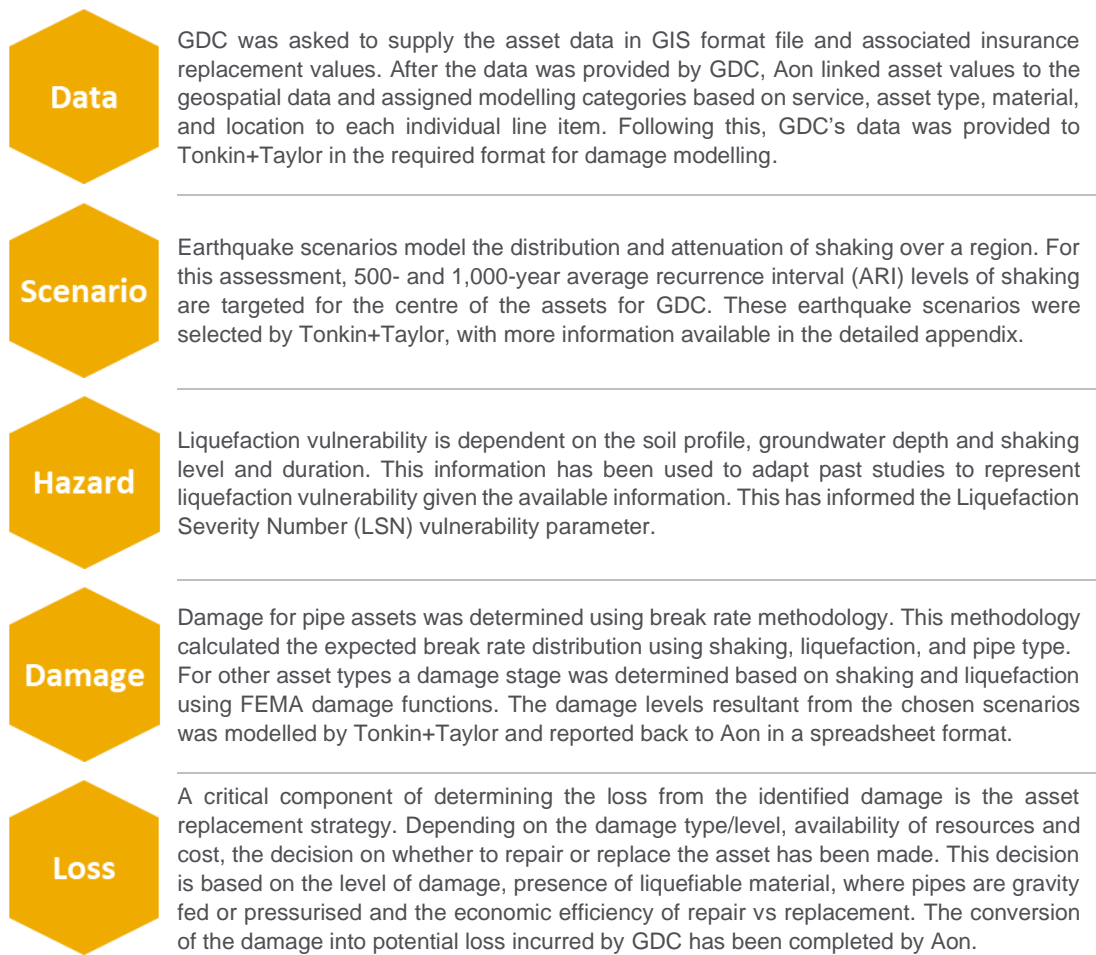 Data
GDC was asked to supply the asset data in GIS format file and associated insurance
replacement values. After the data was provided by GDC, Aon linked asset values to the
geospatial data and assigned modelling categories based on service, asset type, material,
and location to each individual line item. Following this, GDC's data was provided to
Tonkin+Taylor in the required format for damage modelling.
Scenario
Earthquake scenarios model the distribution and attenuation of shaking over a region. For
this assessment, 500- and 1,000-year average recurrence interval (ARI) levels of shaking
are targeted for the centre of the assets for GDC. These earthquake scenarios were
selected by Tonkin+Taylor, with more information available in the detailed appendix.
Hazard
Liquefaction vulnerability is dependent on the soil profile, groundwater depth and shaking
level and duration. This information has been used to adapt past studies to represent
liquefaction vulnerability given the available information. This has informed the Liquefaction
Severity Number (LSN) vulnerability parameter.
Damage
Damage for pipe assets was determined using break rate methodology. This methodology
calculated the expected break rate distribution using shaking, liquefaction, and pipe type.
For other asset types a damage stage was determined based on shaking and liquefaction
using FEMA damage functions. The damage levels resultant from the chosen scenarios
was modelled by Tonkin+Taylor and reported back to Aon in a spreadsheet format.
Loss
A critical component of determining the loss from the identified damage is the asset
replacement strategy. Depending on the damage type/level, availability of resources and
cost, the decision on whether to repair or replace the asset has been made. This decision
is based on the level of damage, presence of liquefiable material, where pipes are gravity
fed or pressurised and the economic efficiency of repair vs replacement. The conversion
of the damage into potential loss incurred by GDC has been completed by Aon.